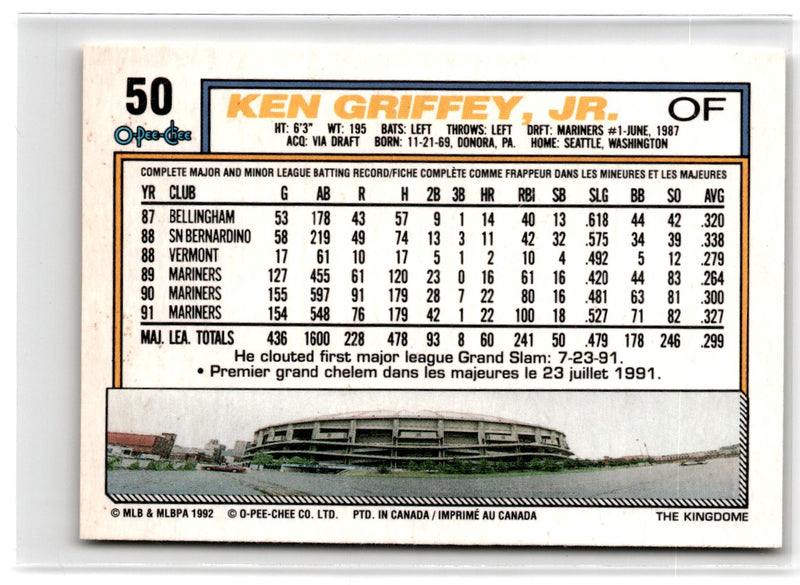 50
O-Pee-Chee
KEN GRIFFEY, JR. OF
HT: 6'3" WT: 195 BATS: LEFT THROWS: LEFT DRFT: MARINERS #1-JUNE, 1987
ACQ: VIA DRAFT BORN: 11-21-69, DONORA, PA. HOME: SEATTLE, WASHINGTON
COMPLETE MAJOR AND MINOR LEAGUE BATTING RECORD/FICHE COMPLÈTE COMME FRAPPEUR DANS LES MINEURES ET LES MAJEURES
YR CLUB G AB R H 2B 3B HR RBI SB SLG BB SO AVG
87 BELLINGHAM 53 178 43 57 9 1 14 40 13 .618 44 42 .320
88 SN BERNARDINO 58 219 49 74 13 3 11 42 32 .575 34 39 .338
88 VERMONT 17 61 10 17 5 1 2 10 4 .492 5 12 .279
89 MARINERS 127 455 61 120 23 0 16 61 16 .420 44 83 .264
90 MARINERS 155 597 91 179 28 7 22 80 16 .481 63 81 .300
91 MARINERS 154 548 76 179 42 1 22 100 18 .527 71 82 .327
MAJ. LEA. TOTALS 436 1600 228 478 93 8 60 241 50 .479 178 246 .299
He clouted first major league Grand Slam: 7-23-91.
• Premier grand chelem dans les majeures le 23 juillet 1991.
© MLB & MLBPA 1992 © O-PEE-CHEE CO. LTD. PTD. IN CANADA / IMPRIMÉ AU CANADA THE KINGDOME